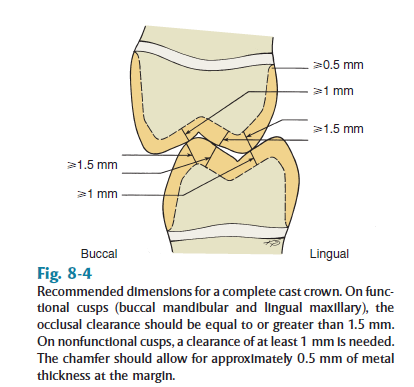 ≥0.5 mm
≥1 mm
≥1.5 mm
≥1.5 mm
≥1 mm
Buccal Lingual
Fig. 8-4
Recommended dimensions for a complete cast crown. On func-
tional cusps (buccal mandibular and lingual maxillary), the
occlusal clearance should be equal to or greater than 1.5 mm.
On nonfunctional cusps, a clearance of at least 1 mm is needed.
The chamfer should allow for approximately 0.5 mm of metal
thickness at the margin.